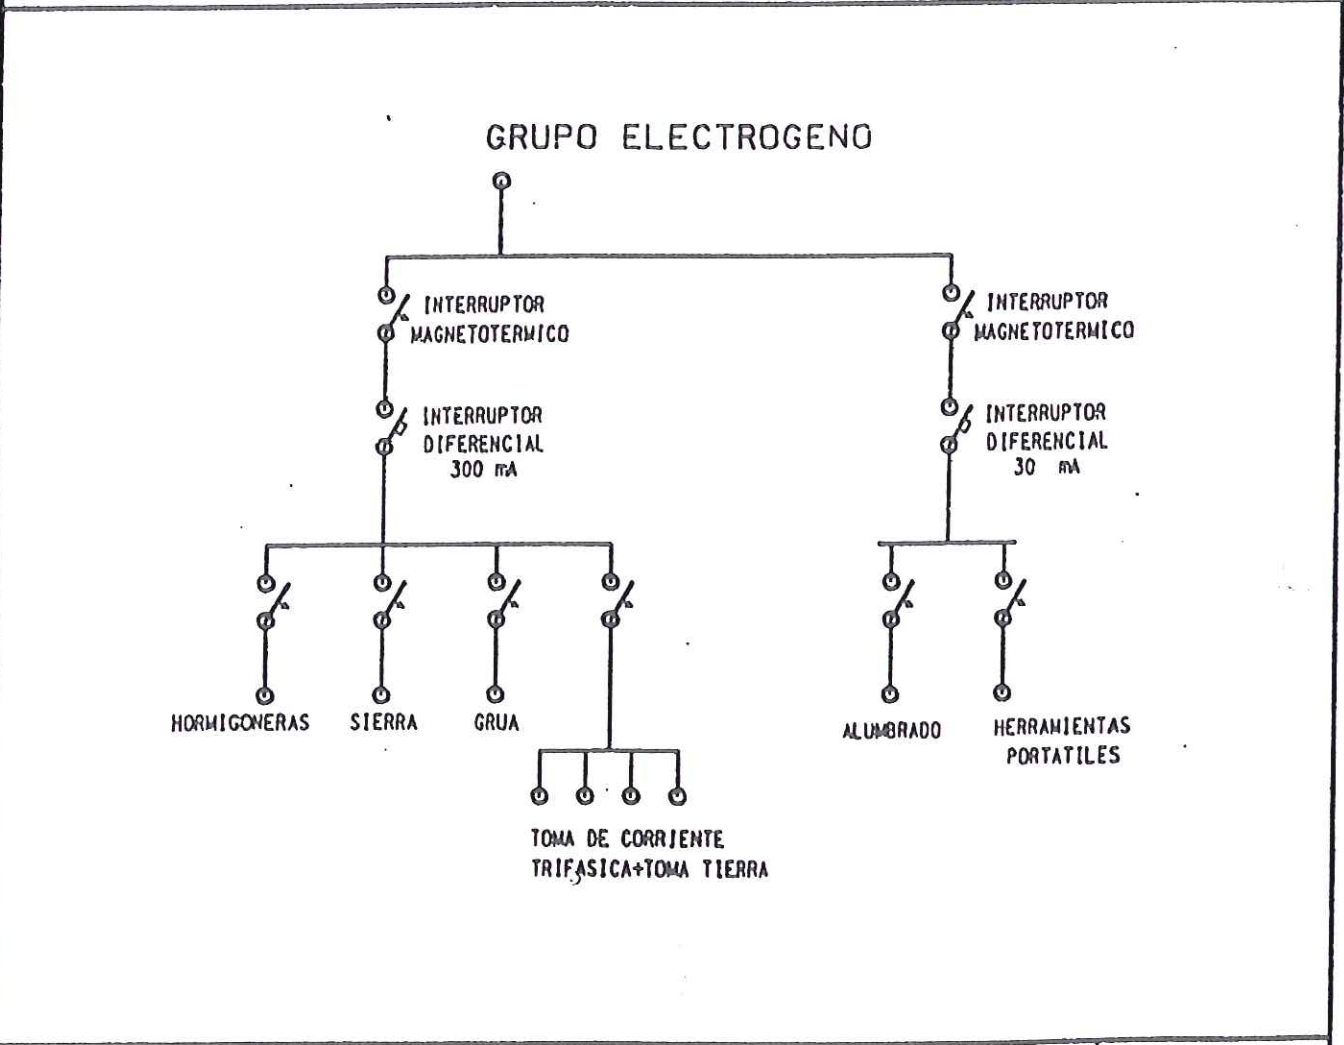 GRUPO ELECTROGENO
INTERRUPTOR
MAGNETOTERMICO
INTERRUPTOR
MAGNETOTERMICO
INTERRUPTOR
DIFERENCIAL
300 mA
INTERRUPTOR
DIFERENCIAL
30 mA
HORMIGONERAS
SIERRA
GRUA
ALUMBRADO
HERRAMIENTAS
PORTATILES
TOMA DE CORRIENTE
TRIFASICA+TOMA TIERRA